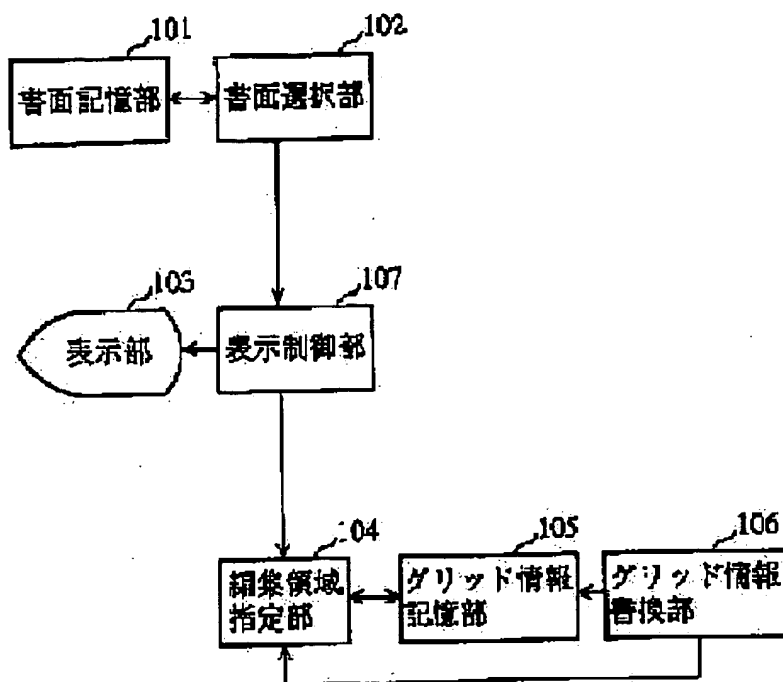 101
102
書面記憶部
書面選択部
103
107
表示部
表示制御部
104
105
106
編集領域
指定部
グリッド情報
記憶部
グリッド情報
書換部